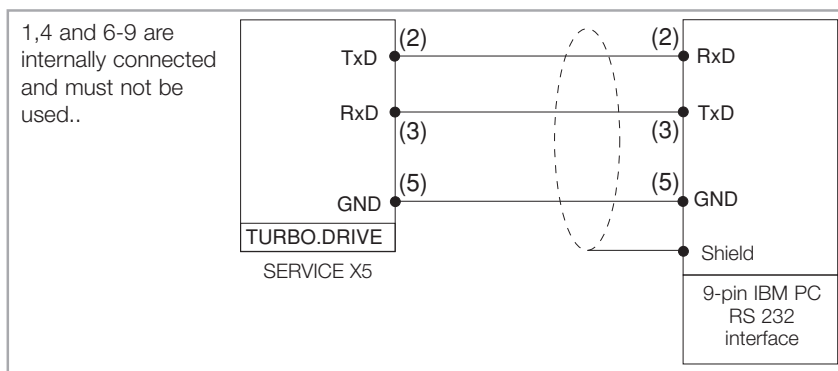 1,4 and 6-9 are
internally connected
and must not be
used..
TxD
(2)
(2)
RxD
RxD
(3)
(3)
TxD
GND
(5)
(5)
GND
TURBO.DRIVE
SERVICE X5
Shield
9-pin IBM PC
RS 232
interface